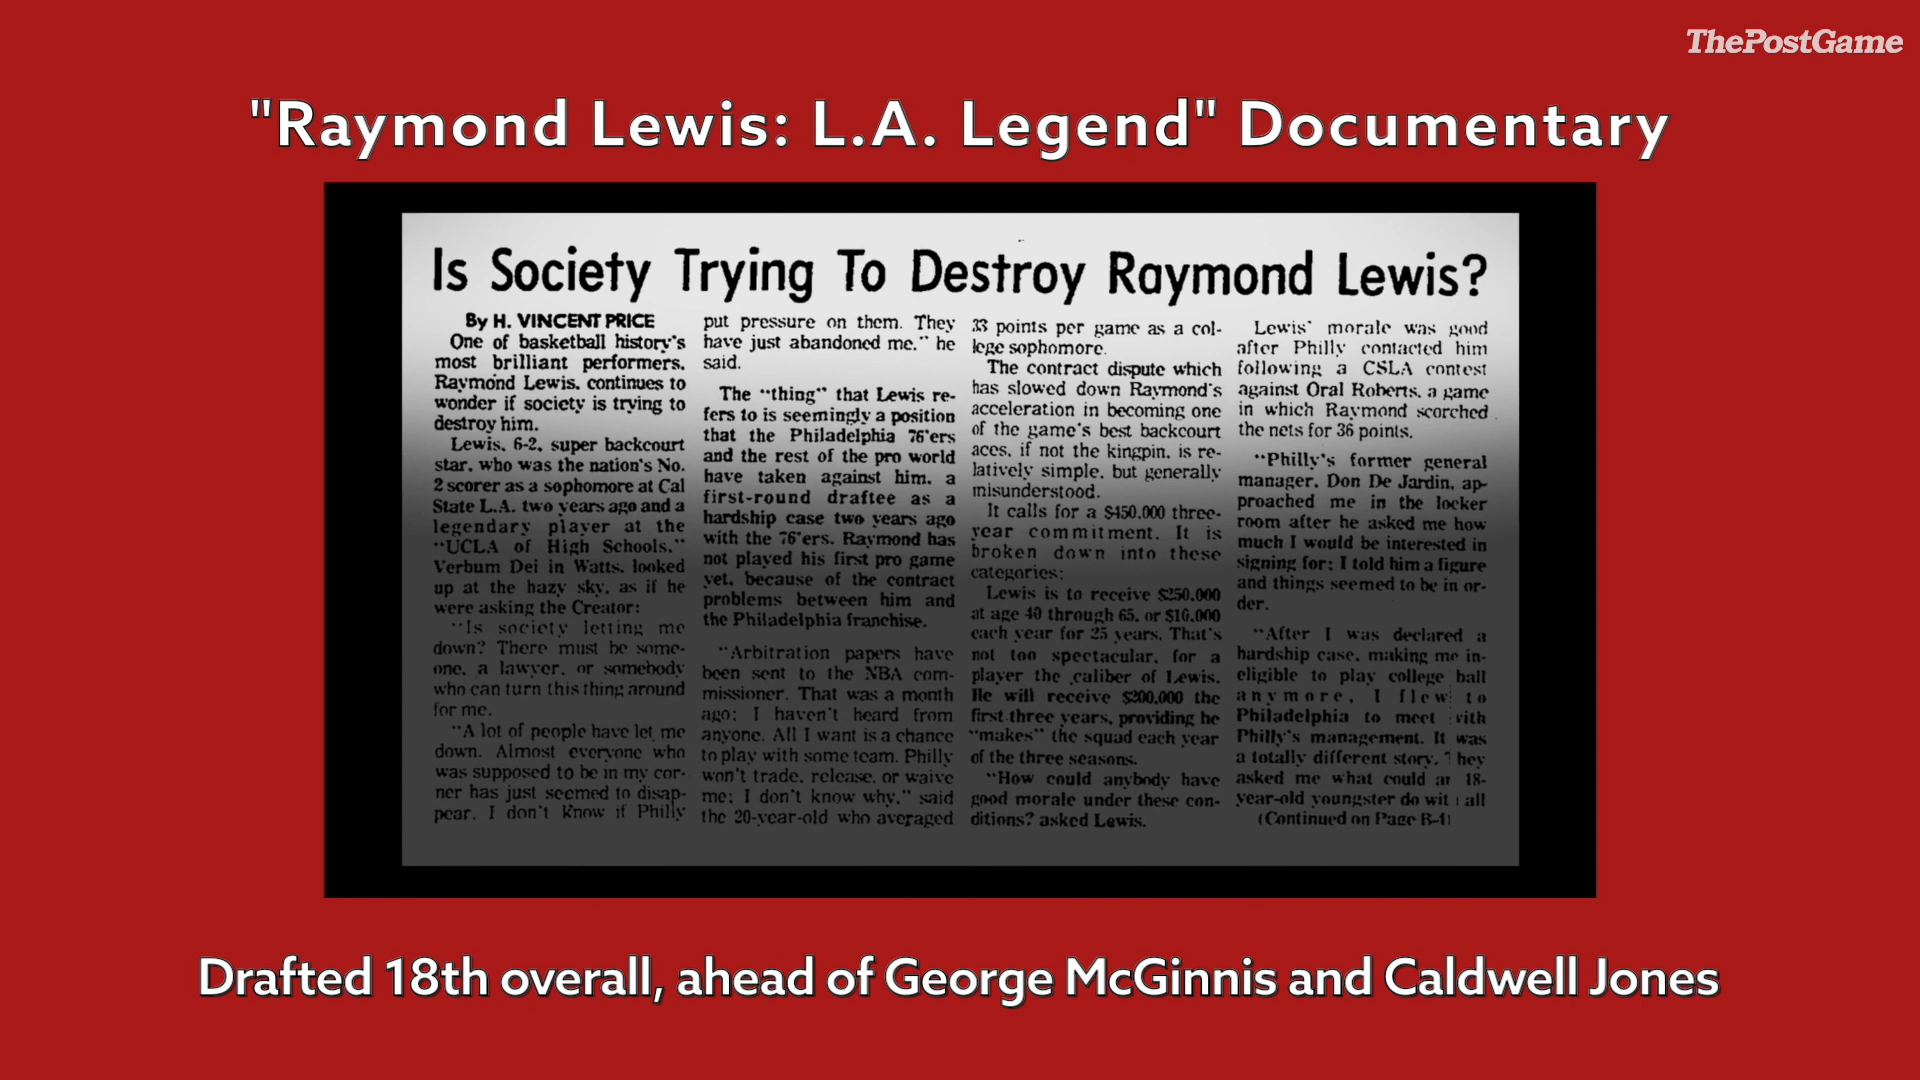 ThePostGame
"Raymond Lewis: L.A. Legend" Documentary
Is Society Trying To Destroy Raymond Lewis?
By H. VINCENT PRICE
One of basketball history's
most brilliant performers,
Raymond Lewis, continues to
wonder if society is trying to
destroy him.
Lewis, 6-2, super backcourt
star, who was the nation's No.
2 scorer as a sophomore at Cal
State L.A. two years ago and a
legendary player at the
"UCLA of High Schools,"
Verbum Dei in Watts, looked
up at the hazy sky, as if he
were asking the Creator:
"Is society letting me
down? There must be some-
one, a lawyer, or somebody
who can turn this thing around
for me.
"A lot of people have let me
down. Almost everyone who
was supposed to be in my cor-
ner has just seemed to disap-
pear. I don't know if Philly
put pressure on them. They
have just abandoned me," he
said.
The "thing" that Lewis re-
fers to is seemingly a position
that the Philadelphia 76'ers
and the rest of the pro world
have taken against him, a
first-round draftee as a
hardship case two years ago
with the 76'ers. Raymond has
not played his first pro game
yet, because of the contract
problems between him and
the Philadelphia franchise.
"Arbitration papers have
been sent to the NBA com-
missioner. That was a month
ago; I haven't heard from
anyone. All I want is a chance
to play with some team. Philly
won't trade, release, or waive
me; I don't know why," said
the 20-year-old who averaged
33 points per game as a col-
lege sophomore.
The contract dispute which
has slowed down Raymond's
acceleration in becoming one
of the game's best backcourt
aces, if not the kingpin, is re-
latively simple, but generally
misunderstood.
It calls for a $450,000 three-
year commitment. It is
broken down into these
categories:
Lewis is to receive $250,000
at age 40 through 65, or $10,000
each year for 25 years. That's
not too spectacular, for a
player the caliber of Lewis.
He will receive $200,000 the
first three years, providing he
"makes" the squad each year
of the three seasons.
"How could anybody have
good morale under these con-
ditions? asked Lewis.
Lewis' morale was good
after Philly contacted him
following a CSLA contest
against Oral Roberts, a game
in which Raymond scorched
the nets for 36 points.
"Philly's former general
manager, Don De Jardin, ap-
proached me in the locker
room after he asked me how
much I would be interested in
signing for; I told him a figure
and things seemed to be in or-
der.
"After I was declared a
hardship case, making me in-
eligible to play college ball
anymore, I flew to
Philadelphia to meet with
Philly's management. It was
a totally different story. They
asked me what could an 18-
year-old youngster do with all
(Continued on Page B-4)
Drafted 18th overall, ahead of George McGinnis and Caldwell Jones